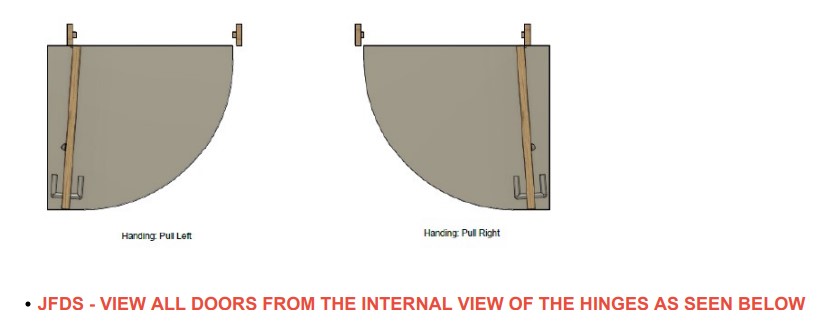 Handing: Pull Left
Handing: Pull Right
• JFDS - VIEW ALL DOORS FROM THE INTERNAL VIEW OF THE HINGES AS SEEN BELOW